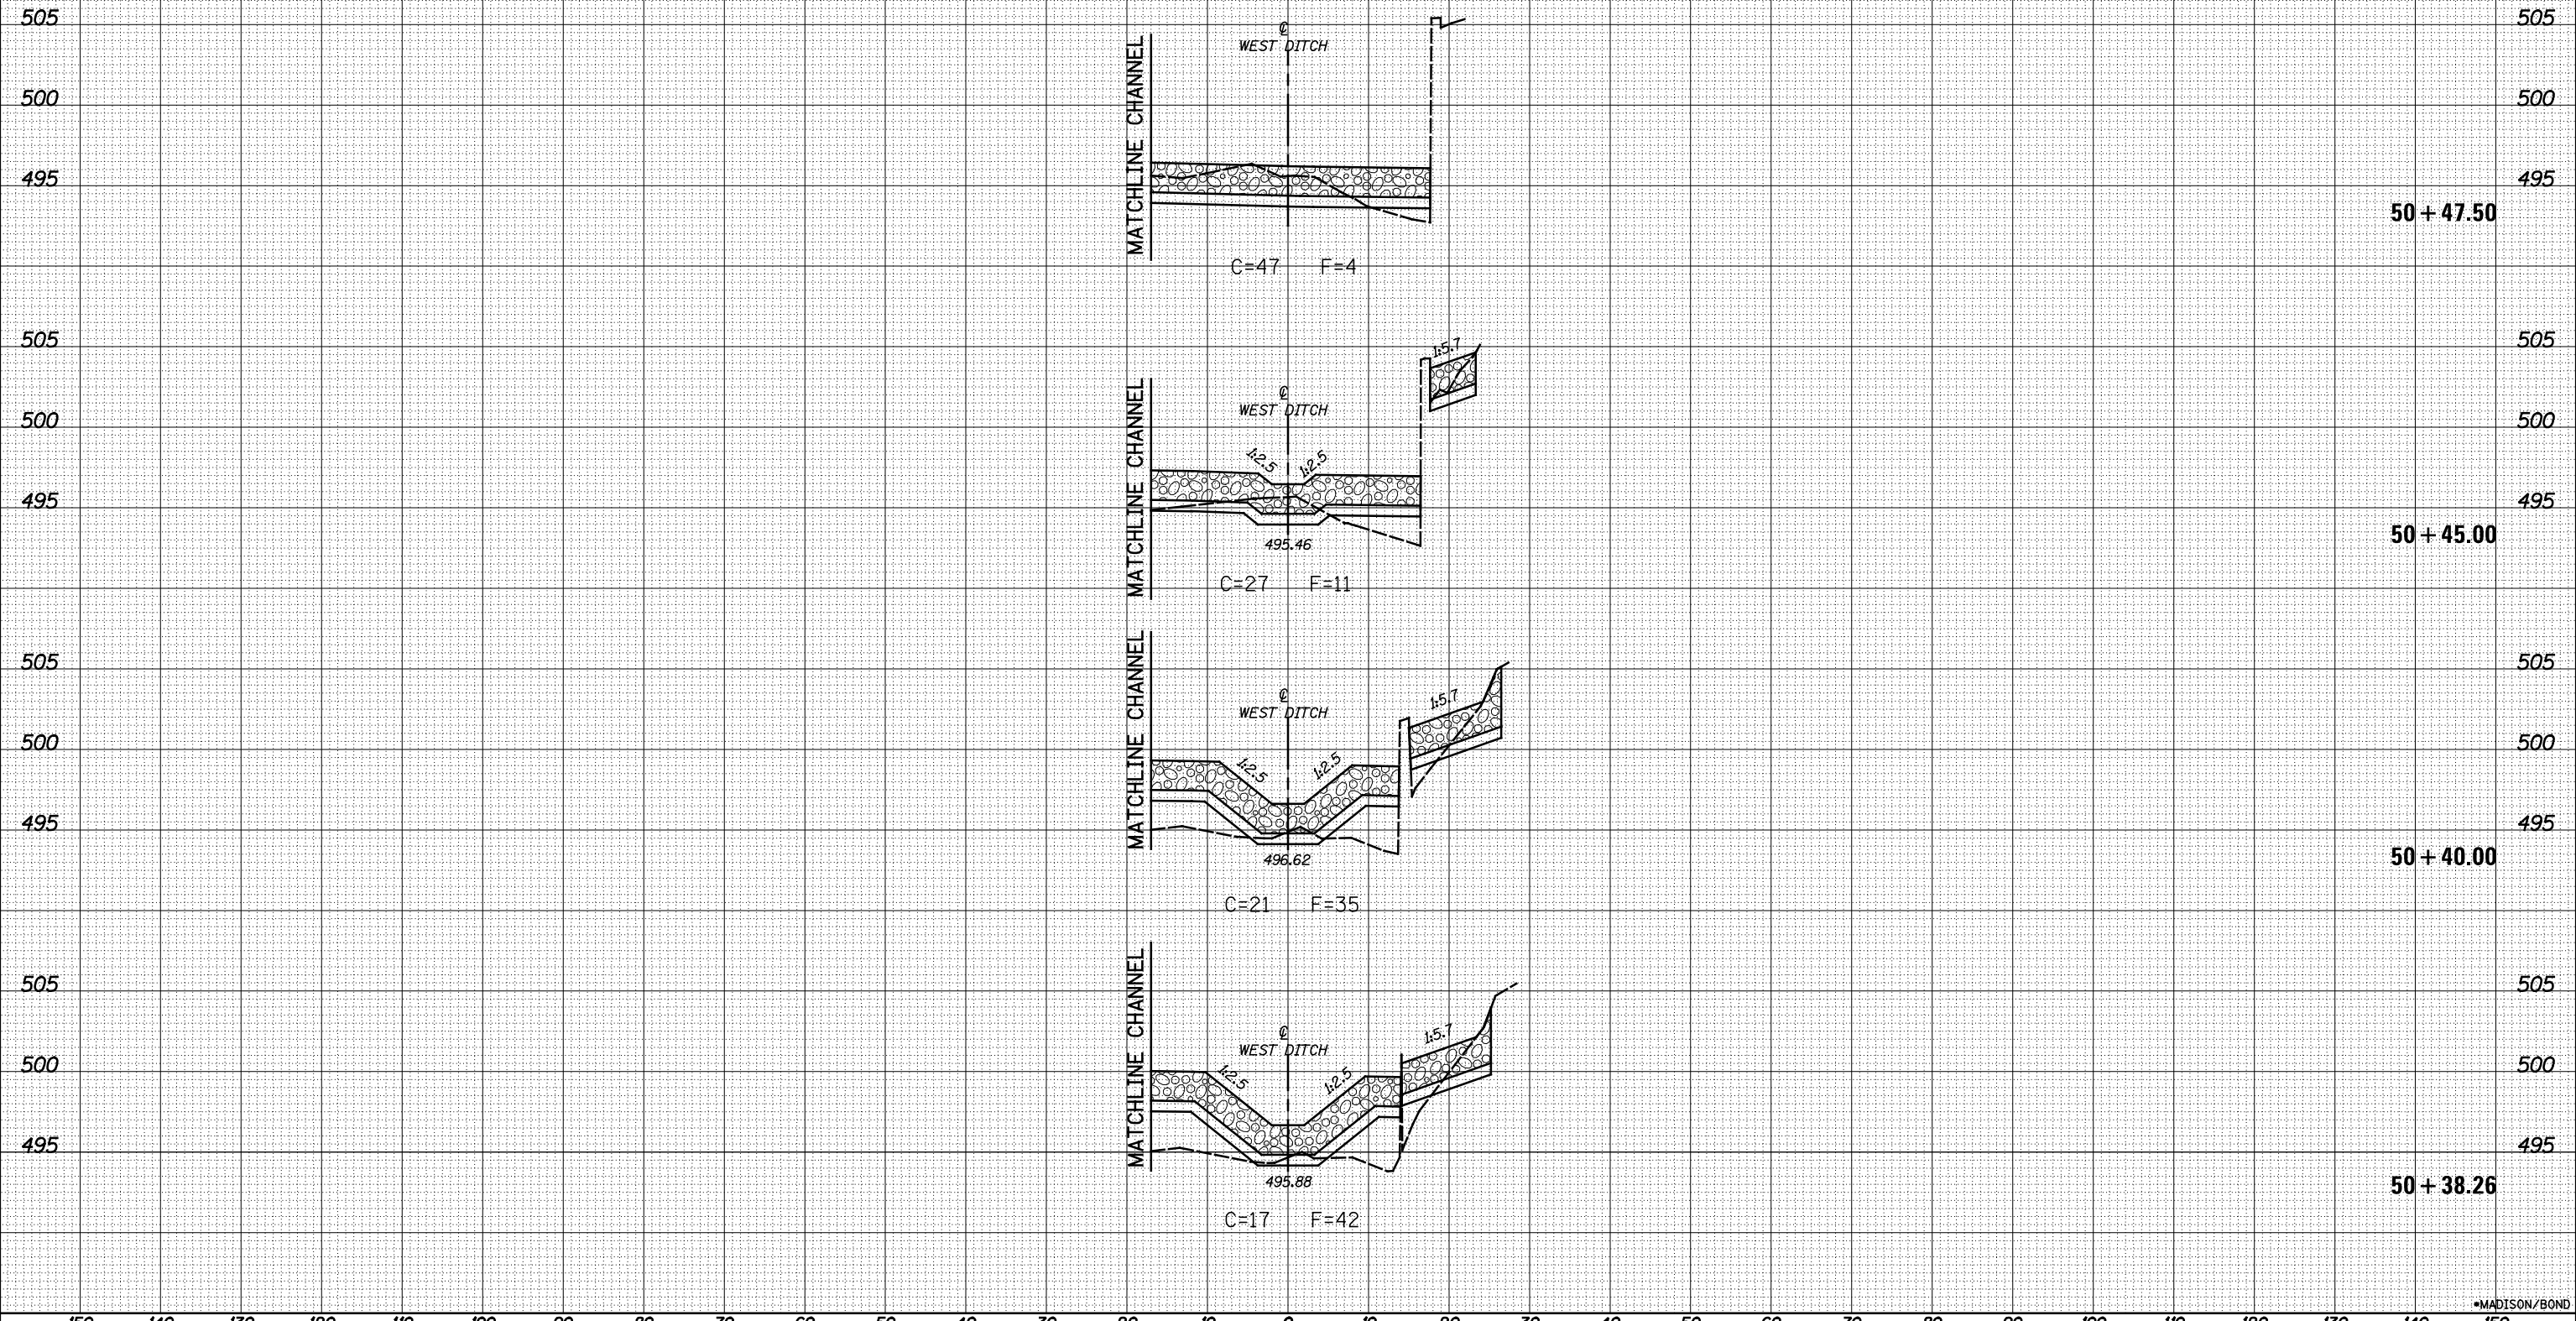 505 505
℄
WEST DITCH
MATCHLINE CHANNEL
500 500
495 495
50+47.50
C=47 F=4
505 505
1:5.7
℄
WEST DITCH
MATCHLINE CHANNEL
500 500
1:2.5 1:2.5
495 495
50+45.00
495.46
C=27 F=11
505 505
1:5.7
℄
WEST DITCH
MATCHLINE CHANNEL
500 500
1:2.5 1:2.5
495 495
50+40.00
496.62
C=21 F=35
505 505
1:5.7
℄
WEST DITCH
MATCHLINE CHANNEL
500 500
1:2.5 1:2.5
495 495
495.88
50+38.26
C=17 F=42
*MADISON/BOND